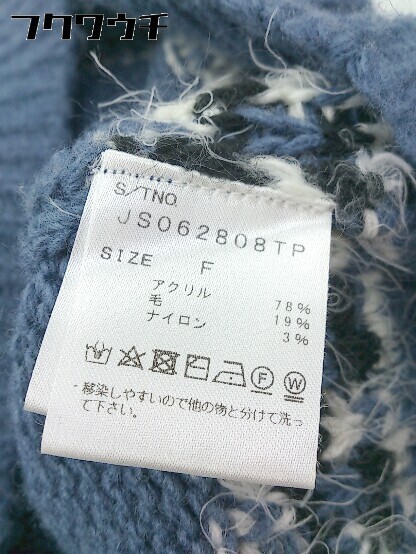 フクワウチ
S/TNO
JS062808TP
SIZE F
アクリル 78%
毛 19%
ナイロン 3%
F W
・移染しやすいので他の物と分けて洗っ
て下さい。